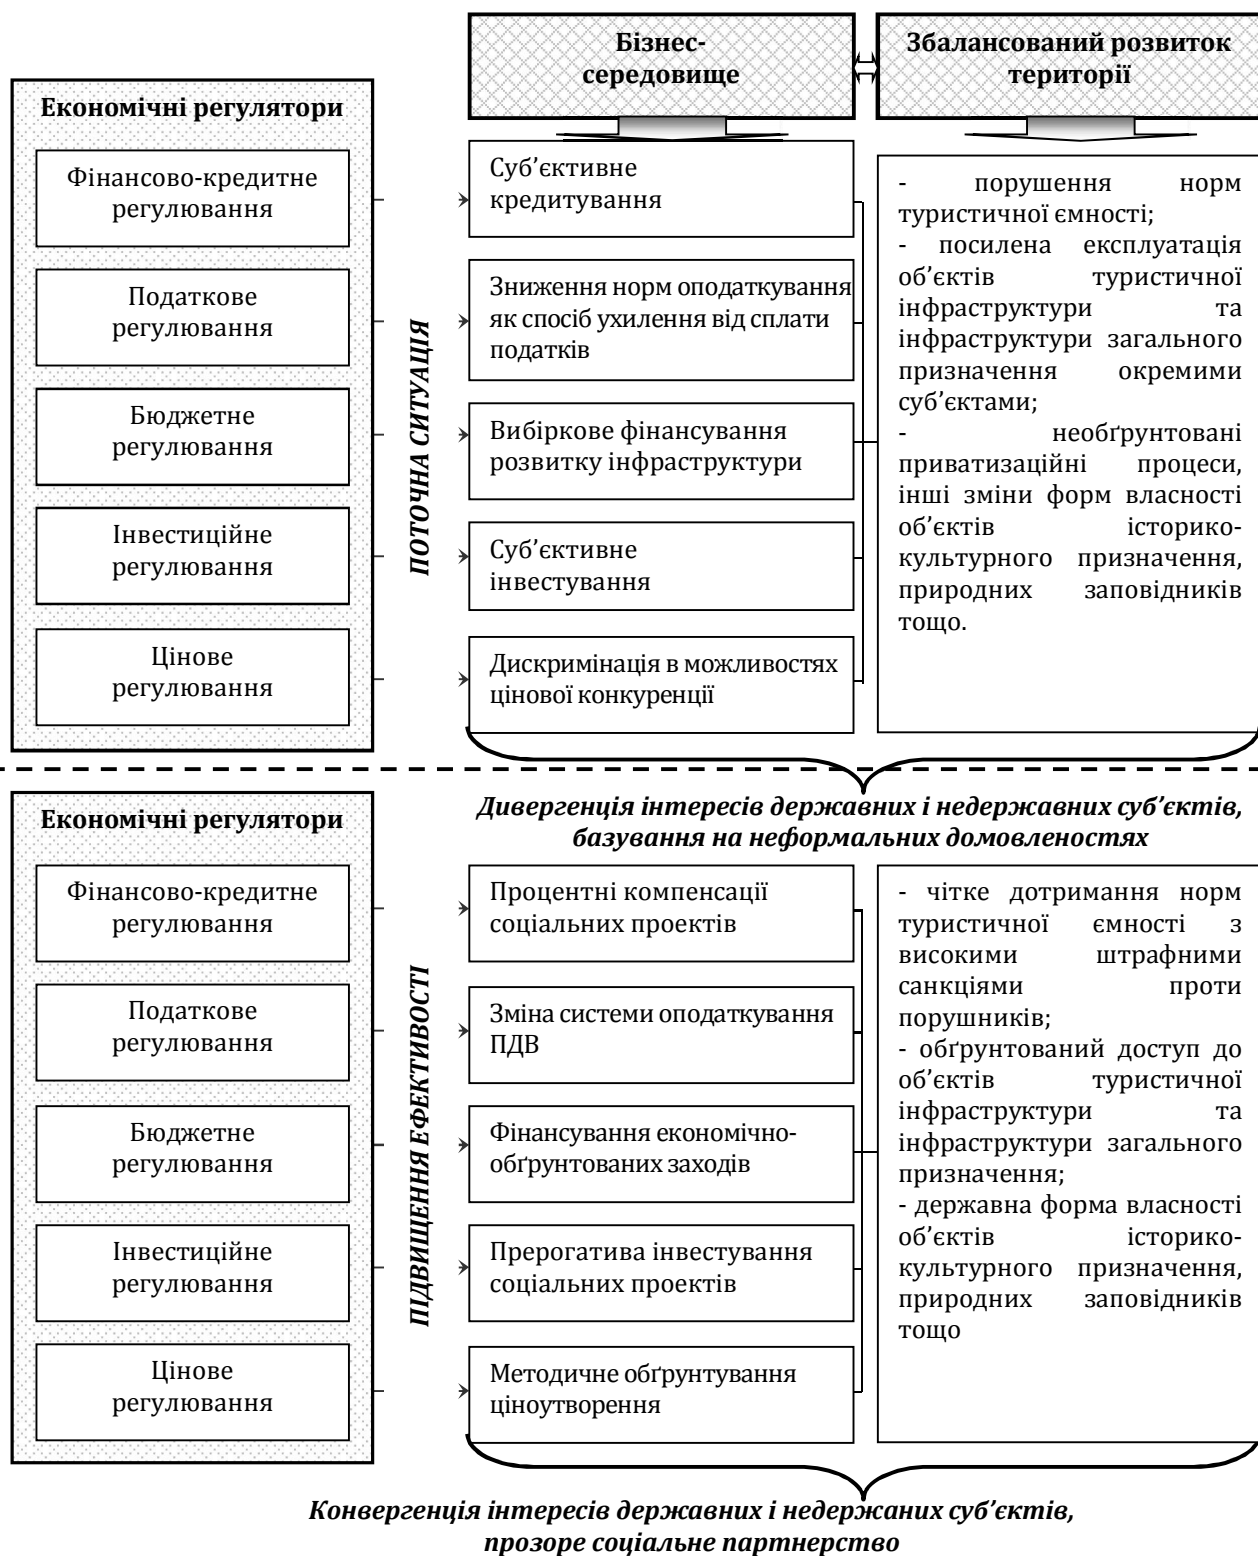 Бізнес-
середовище
Збалансований розвиток
території
Економічні регулятори
Фінансово-кредитне
регулювання
Податкове
регулювання
Бюджетне
регулювання
Інвестиційне
регулювання
Цінове
регулювання
ПОТОЧНА СИТУАЦІЯ
Суб’єктивне
кредитування
Зниження норм оподаткування
як спосіб ухилення від сплати
податків
Вибіркове фінансування
розвитку інфраструктури
Суб’єктивне
інвестування
Дискримінація в можливостях
цінової конкуренції
- порушення норм
туристичної ємності;
- посилена експлуатація
об’єктів туристичної
інфраструктури та
інфраструктури загального
призначення окремими
суб’єктами;
- необґрунтовані
приватизаційні процеси,
інші зміни форм власності
об’єктів історико-
культурного призначення,
природних заповідників
тощо.
Дивергенція інтересів державних і недержавних суб’єктів,
базування на неформальних домовленостях
Економічні регулятори
Фінансово-кредитне
регулювання
Податкове
регулювання
Бюджетне
регулювання
Інвестиційне
регулювання
Цінове
регулювання
ПІДВИЩЕННЯ ЕФЕКТИВОСТІ
Процентні компенсації
соціальних проектів
Зміна системи оподаткування
ПДВ
Фінансування економічно-
обґрунтованих заходів
Прерогатива інвестування
соціальних проектів
Методичне обґрунтування
ціноутворення
- чітке дотримання норм
туристичної ємності з
високими штрафними
санкціями проти
порушників;
- обґрунтований доступ до
об’єктів туристичної
інфраструктури та
інфраструктури загального
призначення;
- державна форма власності
об’єктів історико-
культурного призначення,
природних заповідників
тощо
Конвергенція інтересів державних і недержаних суб’єктів,
прозоре соціальне партнерство